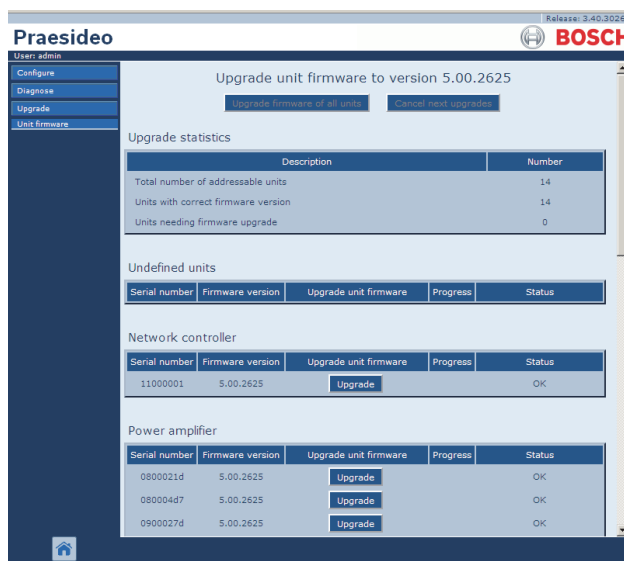 Release: 3.40.3026
Praesideo
BOSCH
User: admin
Configure
Diagnose
Upgrade
Unit firmware
Upgrade unit firmware to version 5.00.2625
Upgrade firmware of all units Cancel next upgrades
Upgrade statistics
Description Number
Total number of addressable units 14
Units with correct firmware version 14
Units needing firmware upgrade 0
Undefined units
Serial number Firmware version Upgrade unit firmware Progress Status
Network controller
Serial number Firmware version Upgrade unit firmware Progress Status
11000001 5.00.2625 Upgrade OK
Power amplifier
Serial number Firmware version Upgrade unit firmware Progress Status
0800021d 5.00.2625 Upgrade OK
080004d7 5.00.2625 Upgrade OK
0900027d 5.00.2625 Upgrade OK